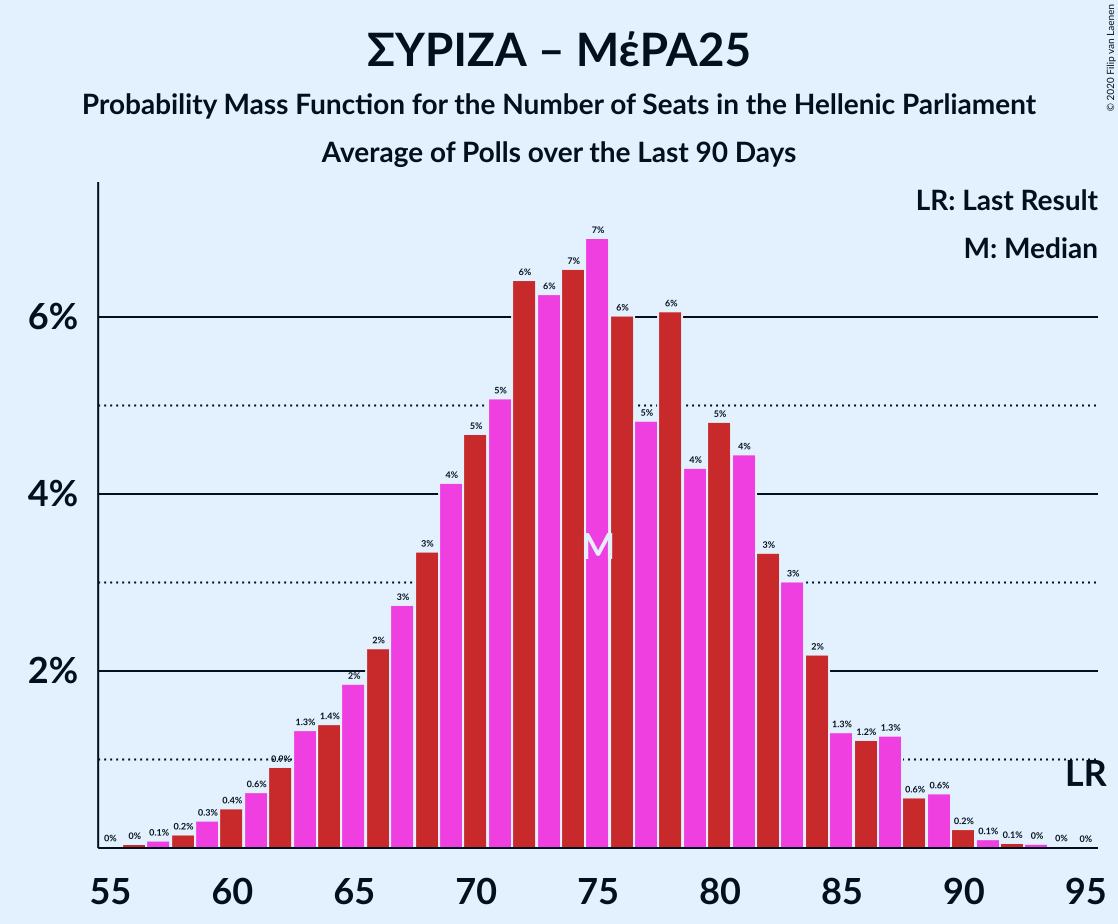 ΣΥΡΙΖΑ – ΜέΡΑ25
Probability Mass Function for the Number of Seats in the Hellenic Parliament
Average of Polls over the Last 90 Days
© 2020 Filip van Laenen
LR: Last Result
M: Median
6%
4%
2%
0% 0% 0.1% 0.2% 0.3% 0.4% 0.6% 0.9% 1.3% 1.4% 2% 2% 3% 3% 4% 5% 5% 6% 6% 7% 7% 6% 5% 6% 4% 5% 4% 3% 3% 2% 1.3% 1.2% 1.3% 0.6% 0.6% 0.2% 0.1% 0.1% 0% 0% 0%
M
LR
55 60 65 70 75 80 85 90 95